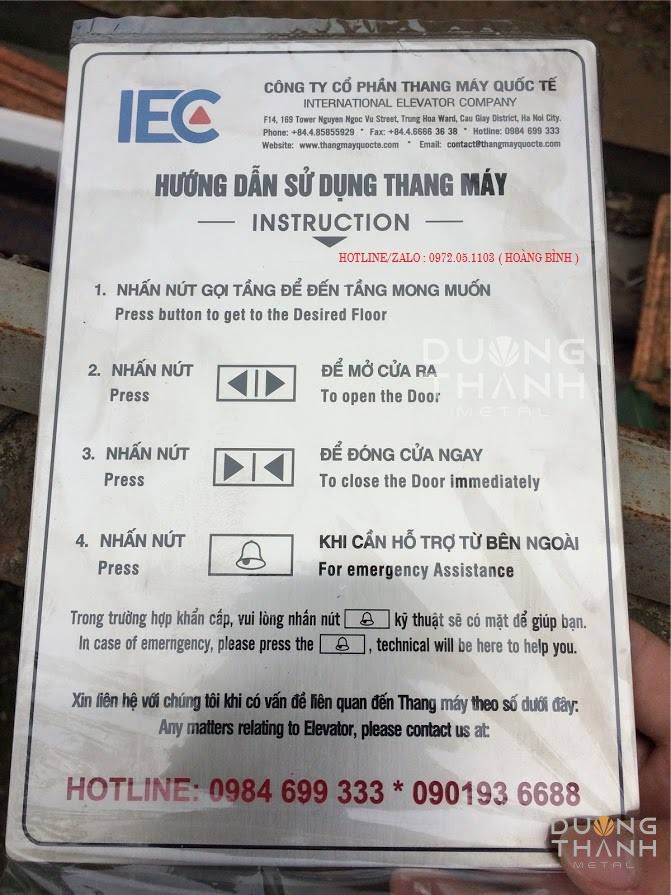 IEC
CÔNG TY CỔ PHẦN THANG MÁY QUỐC TẾ
INTERNATIONAL ELEVATOR COMPANY
F14, 169 Tower Nguyen Ngoc Vu Street, Trung Hoa Ward, Cau Giay District, Ha Noi City.
Phone: +84.4.85855929 * Fax: +84.4.6666 36 38 * Hotline: 0984 699 333
Website: www.thangmayquocte.com * Email: contact@thangmayquocte.com
HƯỚNG DẪN SỬ DỤNG THANG MÁY
INSTRUCTION
HOTLINE/ZALO : 0972.05.1103 ( HOÀNG BÌNH )
1. NHẤN NÚT GỌI TẦNG ĐỂ ĐẾN TẦNG MONG MUỐN
Press button to get to the Desired Floor
DUONG
THANH
METAL
2. NHẤN NÚT ĐỂ MỞ CỬA RA
Press To open the Door
3. NHẤN NÚT ĐỂ ĐÓNG CỬA NGAY
Press To close the Door immediately
4. NHẤN NÚT KHI CẦN HỖ TRỢ TỪ BÊN NGOÀI
Press For emergency Assistance
Trong trường hợp khẩn cấp, vui lòng nhấn nút kỹ thuật sẽ có mặt để giúp bạn.
In case of emerngency, please press the , technical will be here to help you.
Xin liên hệ với chúng tôi khi có vấn đề liên quan đến Thang máy theo số dưới đây:
Any matters relating to Elevator, please contact us at:
HOTLINE: 0984 699 333 * 090193 6688
DUONG
THANH
METAL